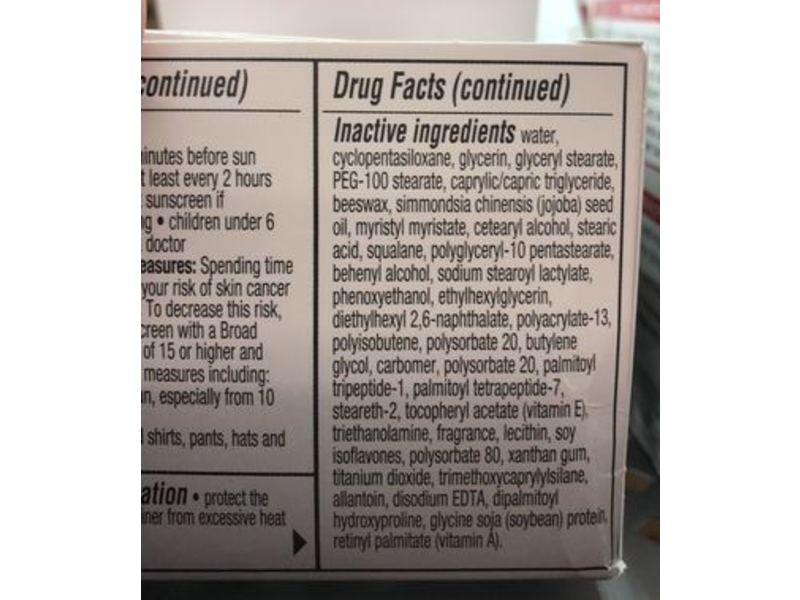 continued)
minutes before sun
t least every 2 hours
sunscreen if
ng • children under 6
doctor
easures: Spending time
your risk of skin cancer
To decrease this risk,
creen with a Broad
of 15 or higher and
measures including:
n, especially from 10
shirts, pants, hats and
ation • protect the
iner from excessive heat
Drug Facts (continued)
Inactive ingredients water,
cyclopentasiloxane, glycerin, glyceryl stearate,
PEG-100 stearate, caprylic/capric triglyceride,
beeswax, simmondsia chinensis (jojoba) seed
oil, myristyl myristate, cetearyl alcohol, stearic
acid, squalane, polyglyceryl-10 pentastearate,
behenyl alcohol, sodium stearoyl lactylate,
phenoxyethanol, ethylhexylglycerin,
diethylhexyl 2,6-naphthalate, polyacrylate-13,
polyisobutene, polysorbate 20, butylene
glycol, carbomer, polysorbate 20, palmitoyl
tripeptide-1, palmitoyl tetrapeptide-7,
steareth-2, tocopheryl acetate (vitamin E),
triethanolamine, fragrance, lecithin, soy
isoflavones, polysorbate 80, xanthan gum,
titanium dioxide, trimethoxycaprylylsilane,
allantoin, disodium EDTA, dipalmitoyl
hydroxyproline, glycine soja (soybean) protein,
retinyl palmitate (vitamin A).